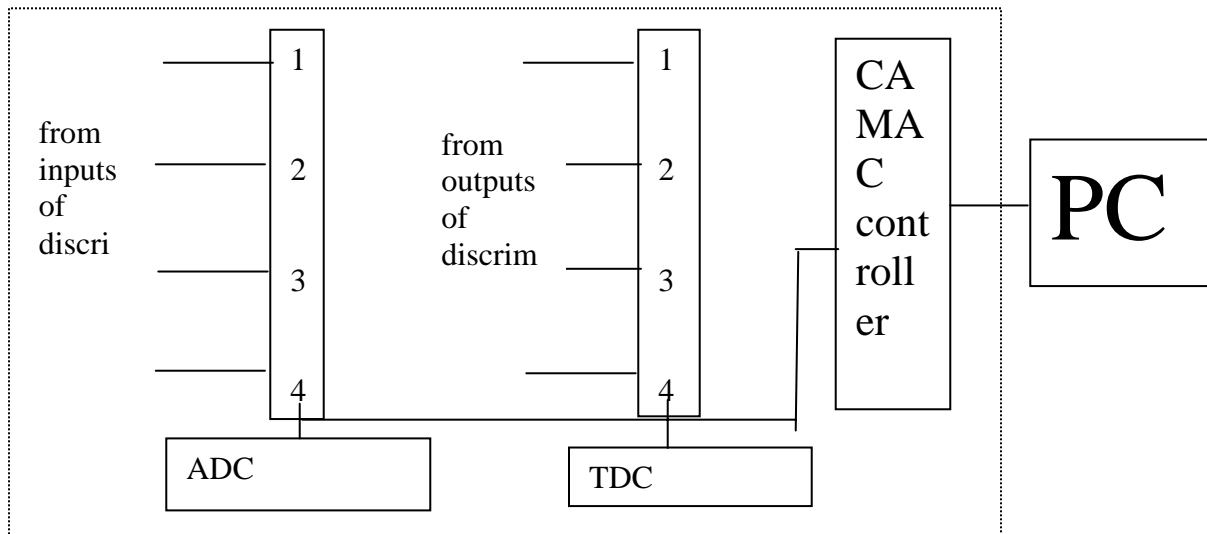 from
inputs
of
discri
1
2
3
4
ADC
from
outputs
of
discrim
1
2
3
4
TDC
CA
MA
C
cont
roll
er
PC